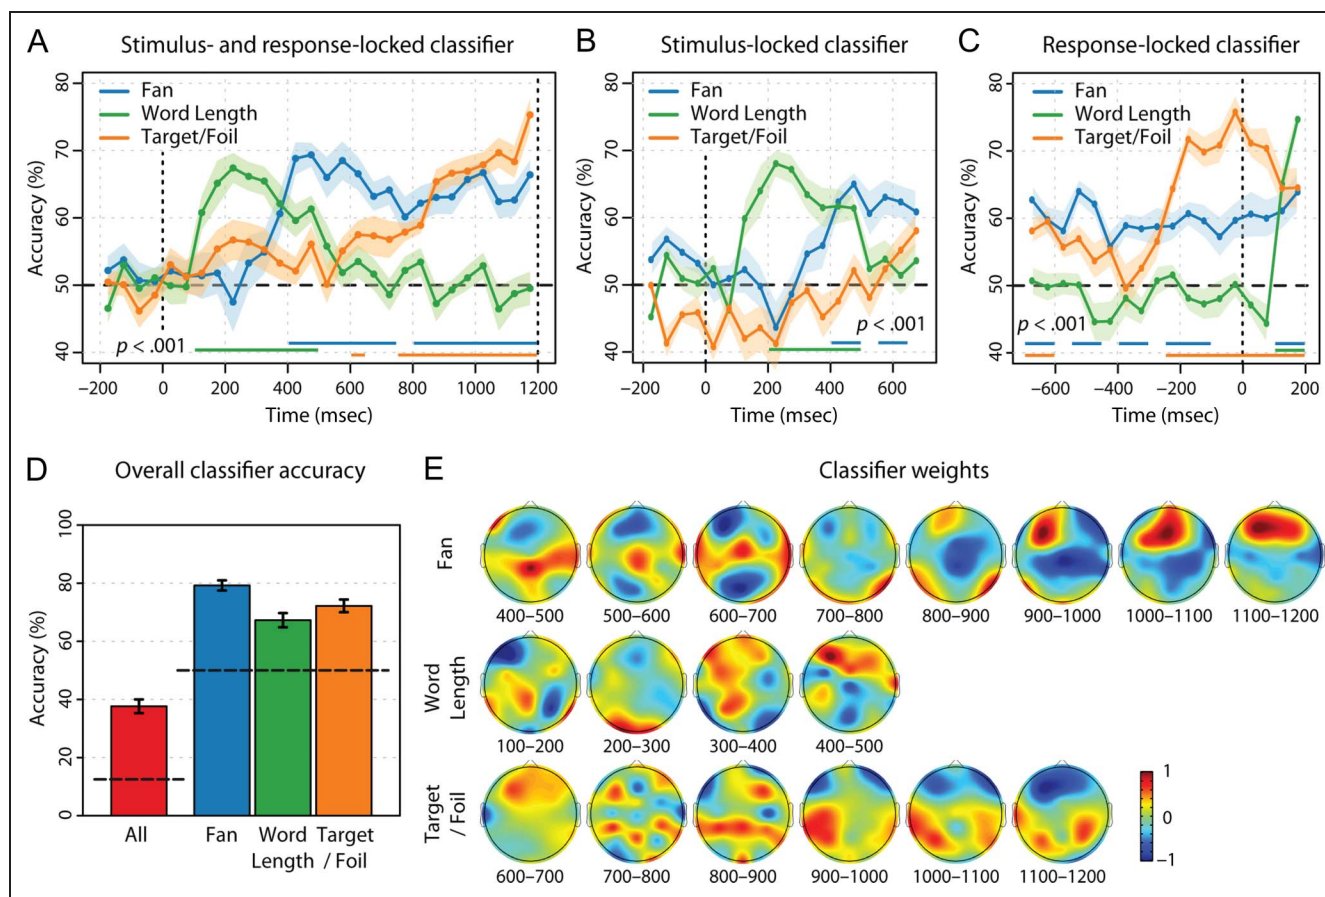 A Stimulus- and response-locked classifier
Accuracy (%)
80
70
60
50
40
Fan
Word Length
Target/Foil
p < .001
−200 0 200 400 600 800 1000 1200
Time (msec)
B Stimulus-locked classifier
Accuracy (%)
80
70
60
50
40
Fan
Word Length
Target/Foil
p < .001
−200 0 200 400 600
Time (msec)
C Response-locked classifier
Accuracy (%)
80
70
60
50
40
Fan
Word Length
Target/Foil
p < .001
−600 −400 −200 0 200
Time (msec)
D Overall classifier accuracy
Accuracy (%)
100
80
60
40
20
0
All Fan Word Target
Length / Foil
E Classifier weights
Fan
400–500 500–600 600–700 700–800 800–900 900–1000 1000–1100 1100–1200
Word
Length
100–200 200–300 300–400 400–500
Target
/ Foil
600–700 700–800 800–900 900–1000 1000–1100 1100–1200
1
0
−1